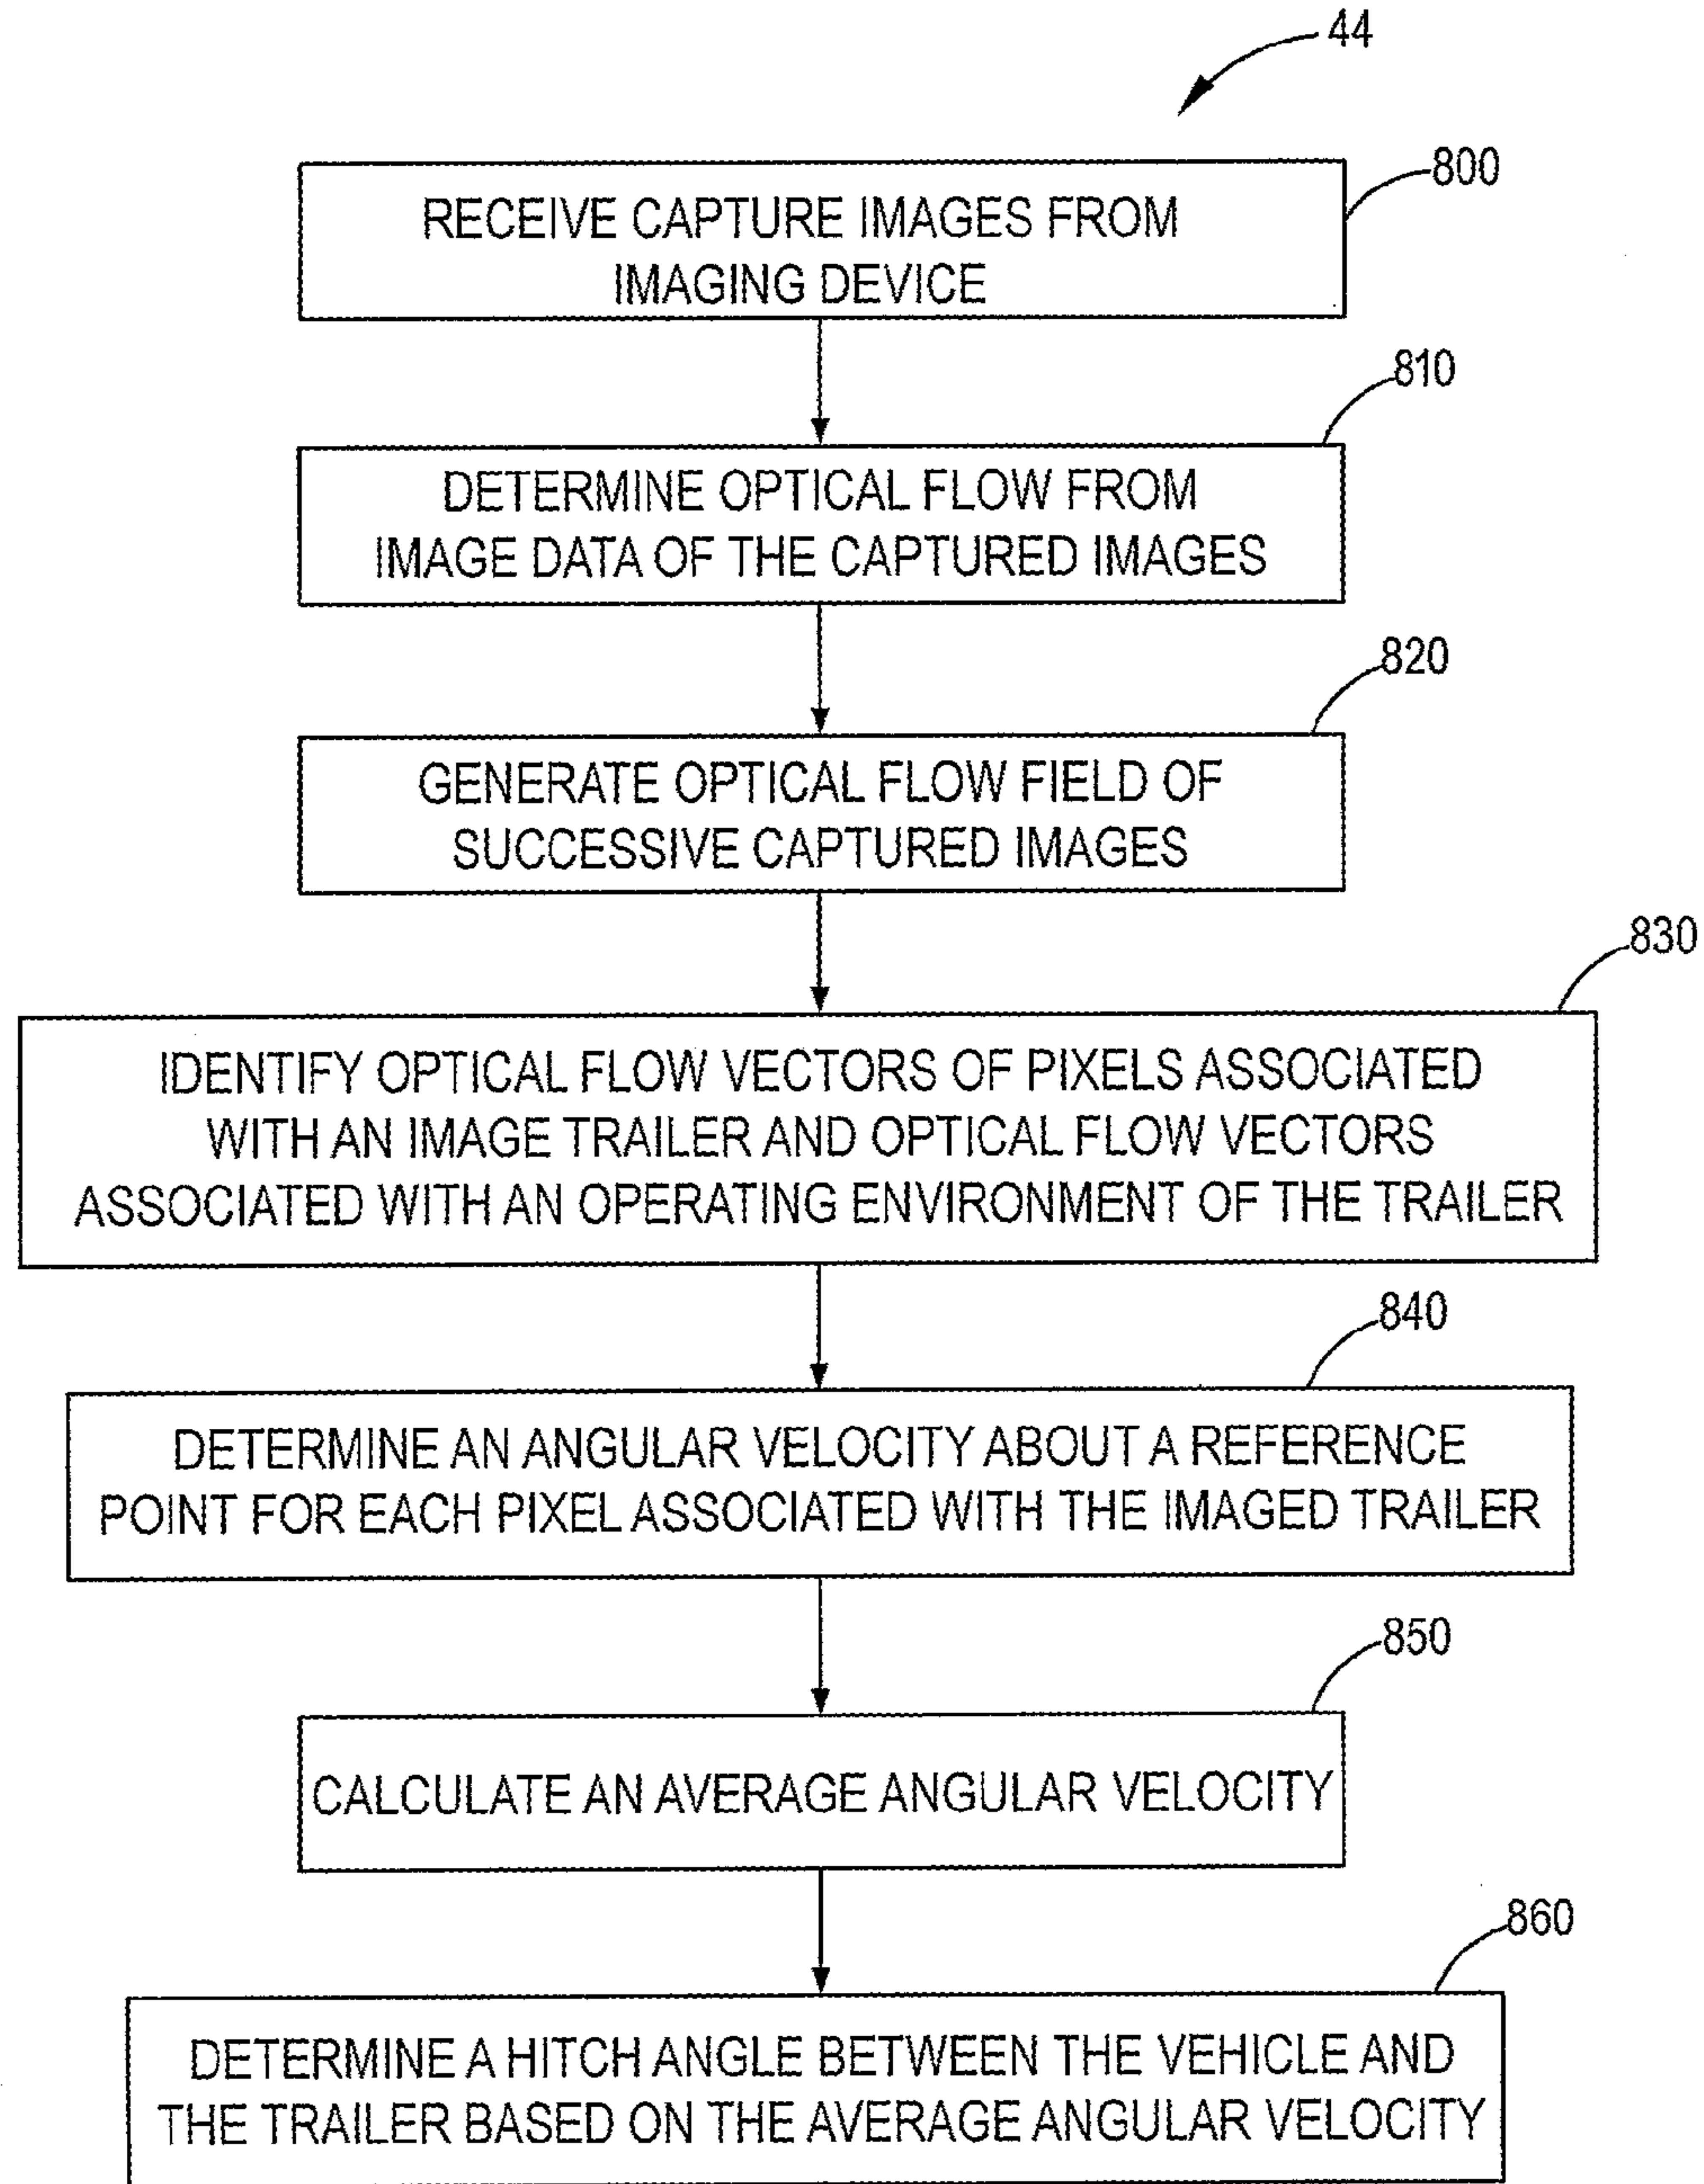 44
800
RECEIVE CAPTURE IMAGES FROM
IMAGING DEVICE
810
DETERMINE OPTICAL FLOW FROM
IMAGE DATA OF THE CAPTURED IMAGES
820
GENERATE OPTICAL FLOW FIELD OF
SUCCESSIVE CAPTURED IMAGES
830
IDENTIFY OPTICAL FLOW VECTORS OF PIXELS ASSOCIATED
WITH AN IMAGE TRAILER AND OPTICAL FLOW VECTORS
ASSOCIATED WITH AN OPERATING ENVIRONMENT OF THE TRAILER
840
DETERMINE AN ANGULAR VELOCITY ABOUT A REFERENCE
POINT FOR EACH PIXEL ASSOCIATED WITH THE IMAGED TRAILER
850
CALCULATE AN AVERAGE ANGULAR VELOCITY
860
DETERMINE A HITCH ANGLE BETWEEN THE VEHICLE AND
THE TRAILER BASED ON THE AVERAGE ANGULAR VELOCITY